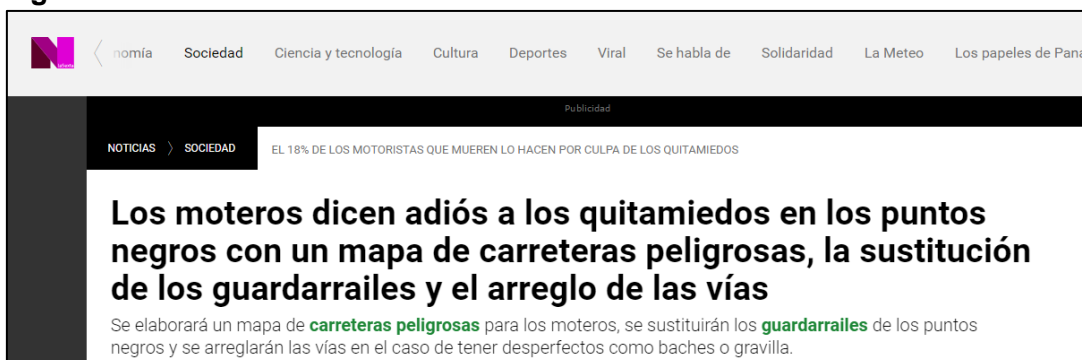 nomía Sociedad Ciencia y tecnología Cultura Deportes Viral Se habla de Solidaridad La Meteo Los papeles de Pana
Publicidad
NOTICIAS 〉 SOCIEDAD EL 18% DE LOS MOTORISTAS QUE MUEREN LO HACEN POR CULPA DE LOS QUITAMIEDOS
Los moteros dicen adiós a los quitamiedos en los puntos
negros con un mapa de carreteras peligrosas, la sustitución
de los guardarrailes y el arreglo de las vías
Se elaborará un mapa de carreteras peligrosas para los moteros, se sustituirán los guardarrailes de los puntos
negros y se arreglarán las vías en el caso de tener desperfectos como baches o gravilla.